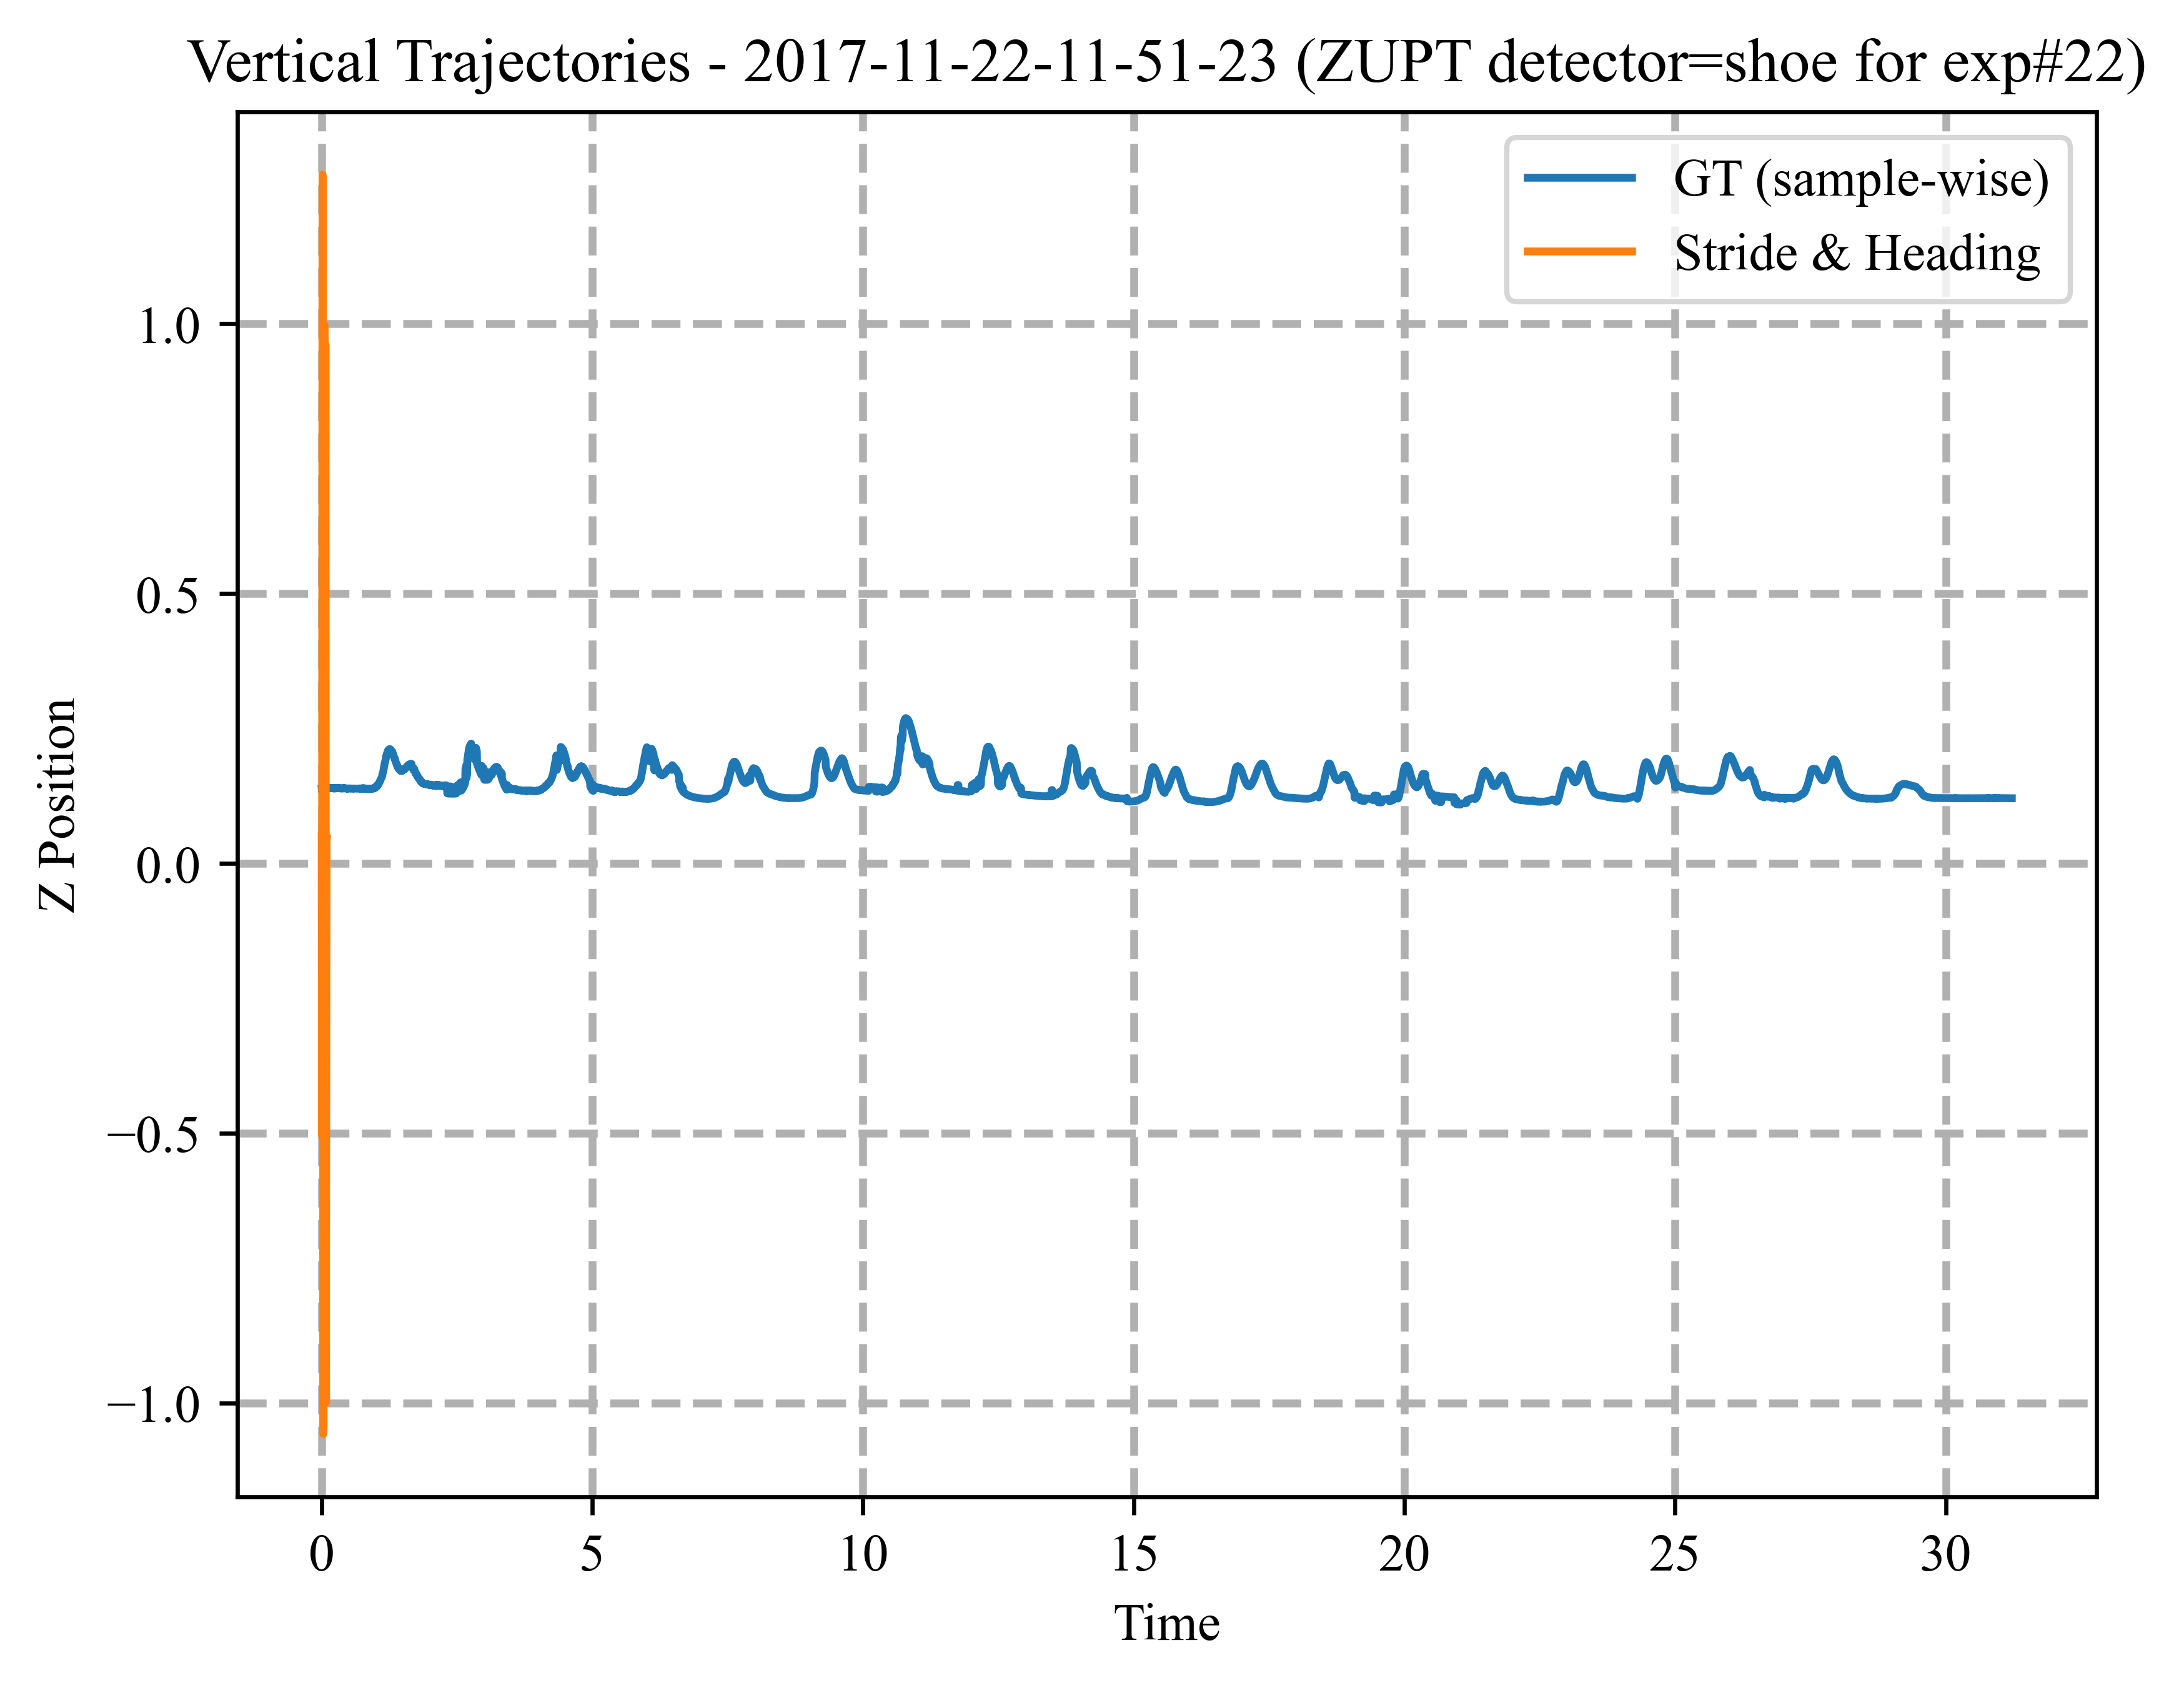 Vertical Trajectories - 2017-11-22-11-51-23 (ZUPT detector=shoe for exp#22)
GT (sample-wise)
Stride & Heading
1.0
0.5
0.0
−0.5
−1.0
Z Position
0 5 10 15 20 25 30
Time